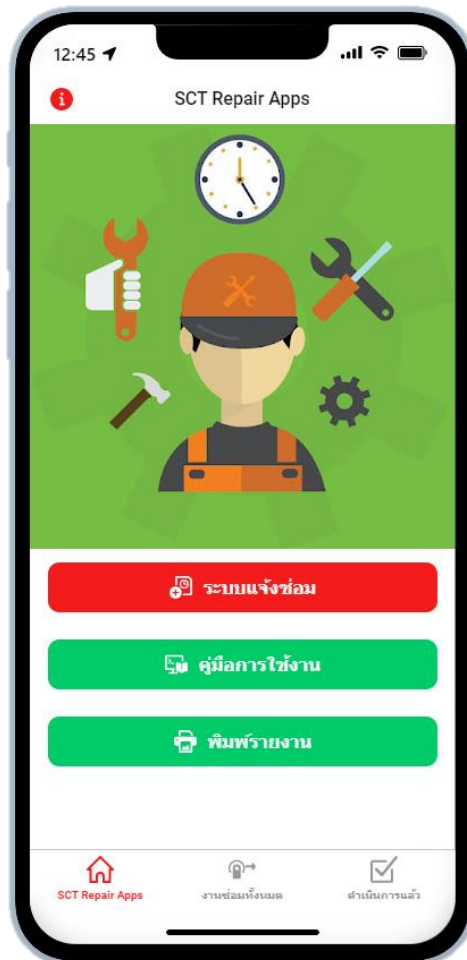 12:45
SCT Repair Apps
ระบบแจ้งซ่อม
คู่มือการใช้งาน
พิมพ์รายงาน
SCT Repair Apps
งานซ่อมทั้งหมด
ดำเนินการแล้ว